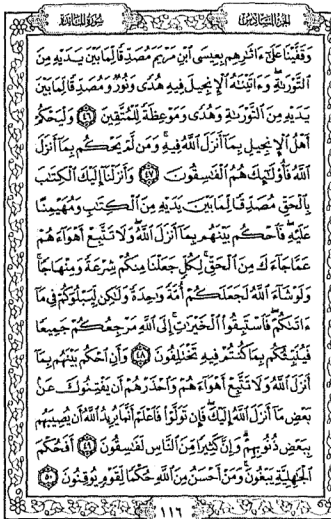 الجزء السادس
سورة المائدة
وَقَفَّيْنَا عَلَىٰ ءَاثَٰرِهِم بِعِيسَى ٱبْنِ مَرْيَمَ مُصَدِّقًا لِّمَا بَيْنَ يَدَيْهِ مِنَ
ٱلتَّوْرَىٰةِ وَءَاتَيْنَٰهُ ٱلْإِنجِيلَ فِيهِ هُدًى وَنُورٌ وَمُصَدِّقًا لِّمَا بَيْنَ
يَدَيْهِ مِنَ ٱلتَّوْرَىٰةِ وَهُدًى وَمَوْعِظَةً لِّلْمُتَّقِينَ ٤٦ وَلْيَحْكُمْ
أَهْلُ ٱلْإِنجِيلِ بِمَآ أَنزَلَ ٱللَّهُ فِيهِ وَمَن لَّمْ يَحْكُم بِمَآ أَنزَلَ
ٱللَّهُ فَأُو۟لَٰٓئِكَ هُمُ ٱلْفَٰسِقُونَ ٤٧ وَأَنزَلْنَآ إِلَيْكَ ٱلْكِتَٰبَ
بِٱلْحَقِّ مُصَدِّقًا لِّمَا بَيْنَ يَدَيْهِ مِنَ ٱلْكِتَٰبِ وَمُهَيْمِنًا
عَلَيْهِ فَٱحْكُم بَيْنَهُم بِمَآ أَنزَلَ ٱللَّهُ وَلَا تَتَّبِعْ أَهْوَآءَهُمْ
عَمَّا جَآءَكَ مِنَ ٱلْحَقِّ لِكُلٍّ جَعَلْنَا مِنكُمْ شِرْعَةً وَمِنْهَاجًا
وَلَوْ شَآءَ ٱللَّهُ لَجَعَلَكُمْ أُمَّةً وَٰحِدَةً وَلَٰكِن لِّيَبْلُوَكُمْ فِى مَآ
ءَاتَىٰكُمْ فَٱسْتَبِقُوا۟ ٱلْخَيْرَٰتِ إِلَى ٱللَّهِ مَرْجِعُكُمْ جَمِيعًا
فَيُنَبِّئُكُم بِمَا كُنتُمْ فِيهِ تَخْتَلِفُونَ ٤٨ وَأَنِ ٱحْكُم بَيْنَهُم بِمَآ
أَنزَلَ ٱللَّهُ وَلَا تَتَّبِعْ أَهْوَآءَهُمْ وَٱحْذَرْهُمْ أَن يَفْتِنُوكَ عَنۢ
بَعْضِ مَآ أَنزَلَ ٱللَّهُ إِلَيْكَ فَإِن تَوَلَّوْا۟ فَٱعْلَمْ أَنَّمَا يُرِيدُ ٱللَّهُ أَن يُصِيبَهُم
بِبَعْضِ ذُنُوبِهِمْ وَإِنَّ كَثِيرًا مِّنَ ٱلنَّاسِ لَفَٰسِقُونَ ٤٩ أَفَحُكْمَ
ٱلْجَٰهِلِيَّةِ يَبْغُونَ وَمَنْ أَحْسَنُ مِنَ ٱللَّهِ حُكْمًا لِّقَوْمٍ يُوقِنُونَ ٥٠
١١٦